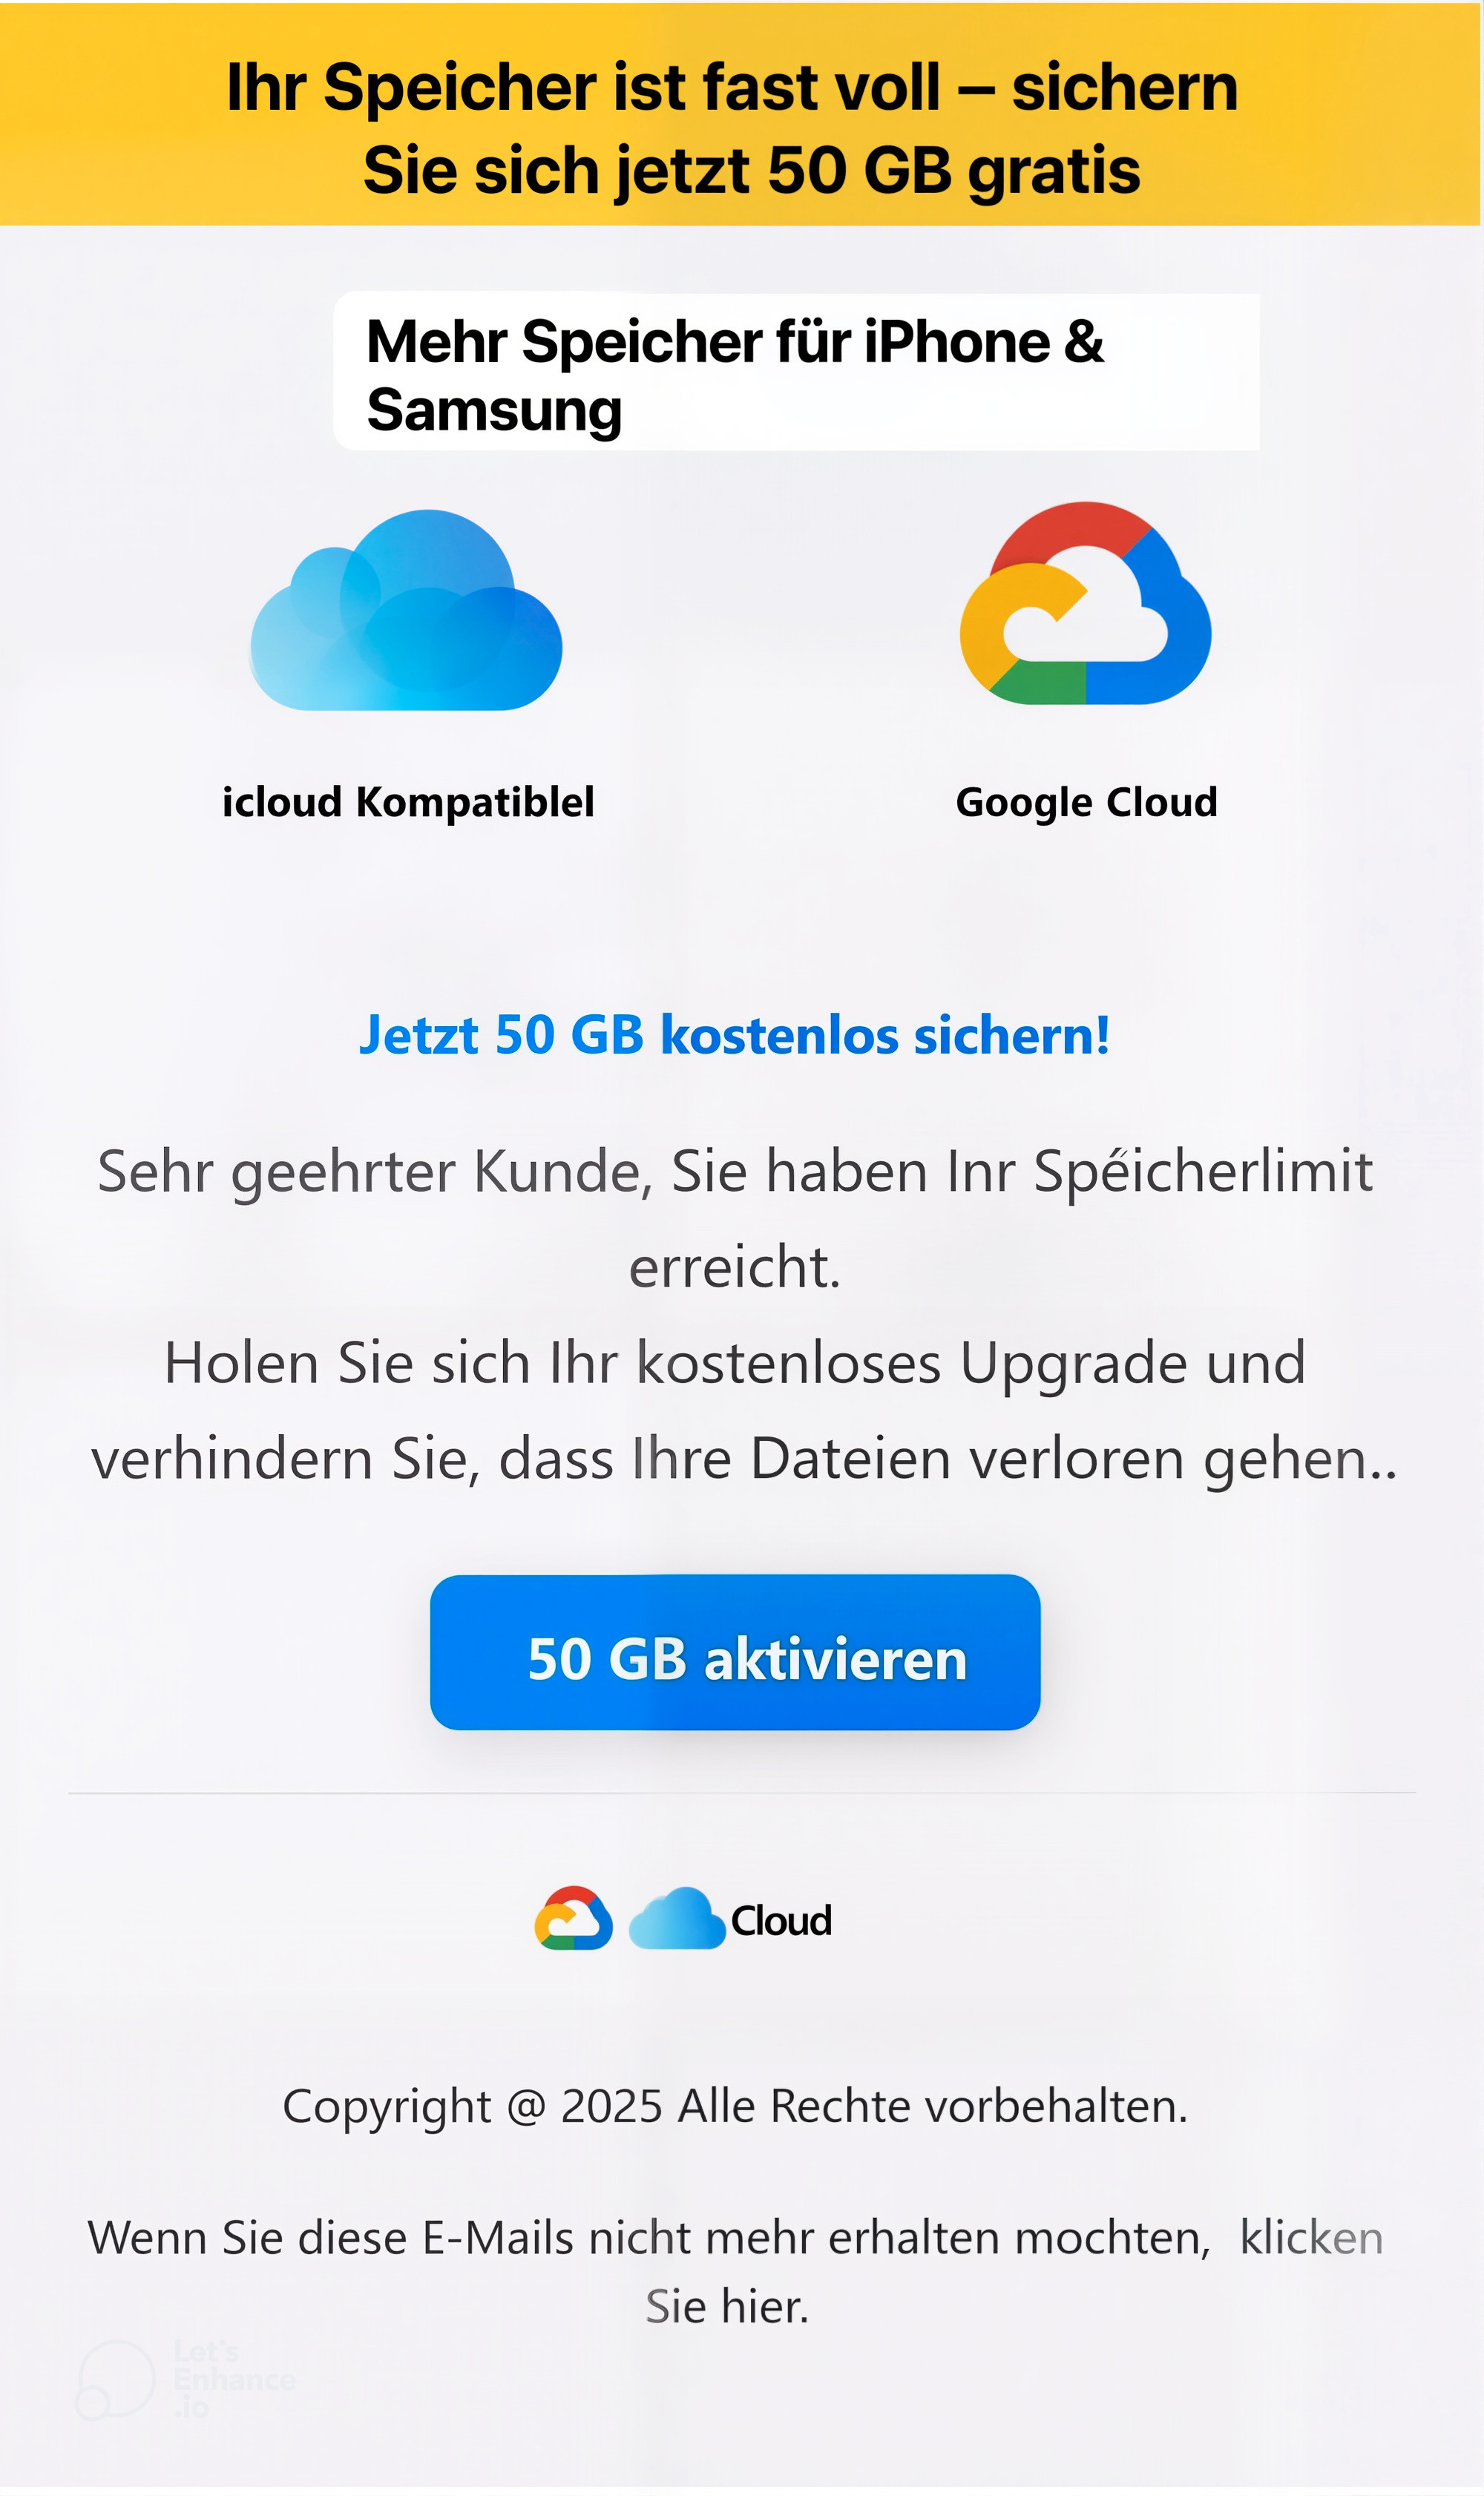 Ihr Speicher ist fast voll – sichern
Sie sich jetzt 50 GB gratis
Mehr Speicher für iPhone &
Samsung
icloud Kompatiblel
Google Cloud
Jetzt 50 GB kostenlos sichern!
Sehr geehrter Kunde, Sie haben Inr Spe̋icherlimit
erreicht.
Holen Sie sich Ihr kostenloses Upgrade und
verhindern Sie, dass Ihre Dateien verloren gehen..
50 GB aktivieren
Cloud
Copyright @ 2025 Alle Rechte vorbehalten.
Wenn Sie diese E-Mails nicht mehr erhalten mochten, klicken
Sie hier.
Let's
Enhance
.io